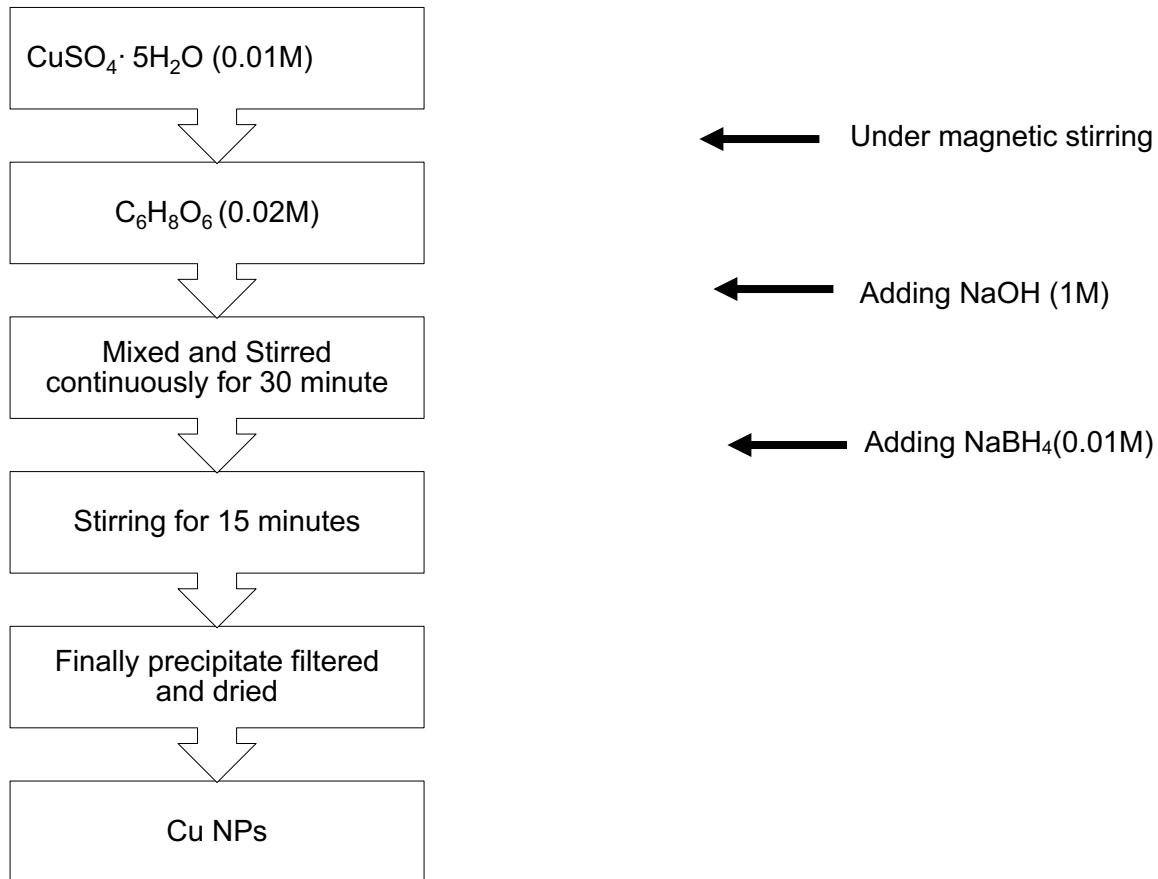 CuSO₄· 5H₂O (0.01M)
Under magnetic stirring
C₆H₈O₆ (0.02M)
Adding NaOH (1M)
Mixed and Stirred
continuously for 30 minute
Adding NaBH₄(0.01M)
Stirring for 15 minutes
Finally precipitate filtered
and dried
Cu NPs